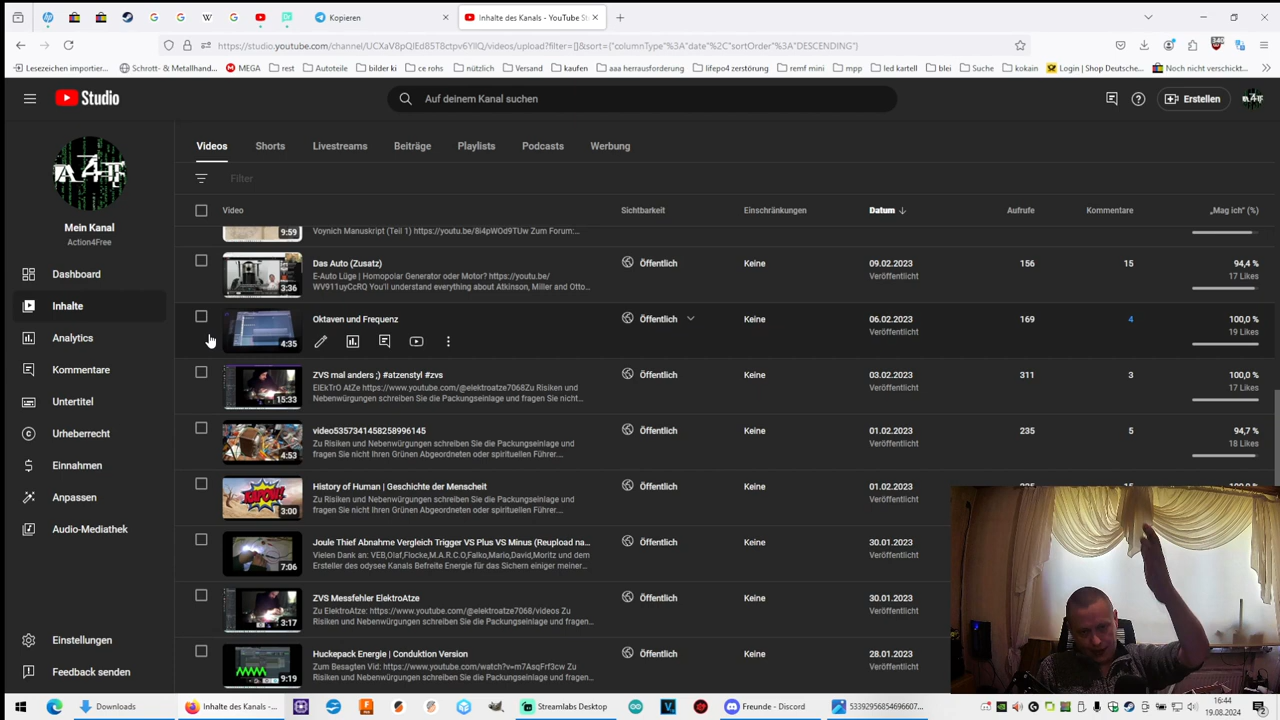 Kopieren
Inhalte des Kanals - YouTube St
https://studio.youtube.com/channel/UCXaV8pQIEd85T8ctpv6YIIQ/videos/upload?filter=[]&sort={"columnType"%3A"date"%2C"sortOrder"%3A"DESCENDING"}
Lesezeichen importier... Schrott- & Metallhand... MEGA rest Autoteile bilder ki ce rohs nützlich Versand kaufen aaa herrausforderung lifepo4 zerstörung remf mini mpp led kartell blei Suche kokain Login | Shop Deutsche... Noch nicht verschickt...
Studio
Auf deinem Kanal suchen
Erstellen
A4F
Mein Kanal
Action4Free
Dashboard
Inhalte
Analytics
Kommentare
Untertitel
Urheberrecht
Einnahmen
Anpassen
Audio-Mediathek
Einstellungen
Feedback senden
Videos Shorts Livestreams Beiträge Playlists Podcasts Werbung
Filter
Video Sichtbarkeit Einschränkungen Datum Aufrufe Kommentare „Mag ich" (%)
9:59
Voynich Manuskript (Teil 1) https://youtu.be/8i4pWOd9TUw Zum Forum:...
Das Auto (Zusatz) Öffentlich Keine 09.02.2023 156 15 94,4 %
E-Auto Lüge | Homopolar Generator oder Motor? https://youtu.be/ Veröffentlicht 17 Likes
WV911uyCcRQ You'll understand everything about Atkinson, Miller and Otto...
3:36
Oktaven und Frequenz Öffentlich Keine 06.02.2023 169 4 100,0 %
Veröffentlicht 19 Likes
4:35
ZVS mal anders ;) #atzenstyl #zvs Öffentlich Keine 03.02.2023 311 3 100,0 %
ElEkTrO AtZe https://www.youtube.com/@elektroatze7068Zu Risiken und Veröffentlicht 17 Likes
Nebenwürgungen schreiben Sie die Packungseinlage und fragen Sie nicht...
15:33
video5357341458258996145 Öffentlich Keine 01.02.2023 235 5 94,7 %
Zu Risiken und Nebenwürgungen schreiben Sie die Packungseinlage und Veröffentlicht 18 Likes
fragen Sie nicht Ihren Grünen Abgeordneten oder spirituellen Führer...
4:53
KAPOW!
History of Human | Geschichte der Menscheit Öffentlich Keine 01.02.2023
Zu Risiken und Nebenwürgungen schreiben Sie die Packungseinlage und Veröffentlicht
fragen Sie nicht Ihren Grünen Abgeordneten oder spirituellen Führer...
3:00
Joule Thief Abnahme Vergleich Trigger VS Plus VS Minus (Reupload na... Öffentlich Keine 30.01.2023
Vielen Dank an: VEB,Olaf,Flocke,M.A.R.C.O,Falko,Mario,David,Moritz und dem Veröffentlicht
Ersteller des odysee Kanals Befreite Energie für das Sichern einiger meiner...
7:06
ZVS Messfehler ElektroAtze Öffentlich Keine 30.01.2023
Zu ElektroAtze: https://www.youtube.com/@elektroatze7068/videos Zu Veröffentlicht
Risiken und Nebenwürgungen schreiben Sie die Packungseinlage und fragen...
3:17
Huckepack Energie | Conduktion Version Öffentlich Keine 28.01.2023
Zum Besagten Vid: https://www.youtube.com/watch?v=m7AsqFrf3cw Zu Veröffentlicht
Risiken und Nebenwürgungen schreiben Sie die Packungseinlage und fragen...
9:19
Downloads
Inhalte des Kanals -...
Streamlabs Desktop
Freunde - Discord
53392956854696607...
16:44
19.08.2024